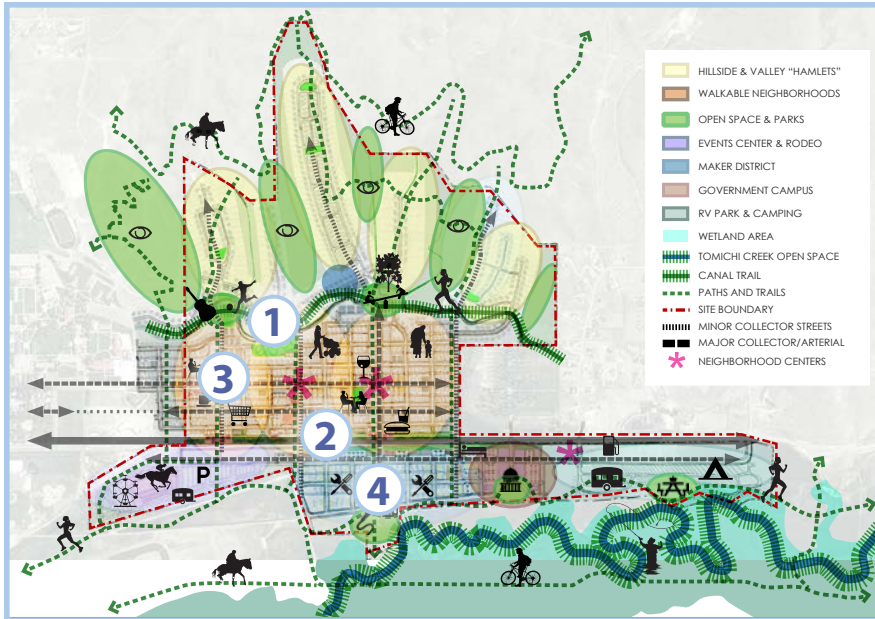 HILLSIDE & VALLEY “HAMLETS”
WALKABLE NEIGHBORHOODS
OPEN SPACE & PARKS
EVENTS CENTER & RODEO
MAKER DISTRICT
GOVERNMENT CAMPUS
RV PARK & CAMPING
WETLAND AREA
TOMICHI CREEK OPEN SPACE
CANAL TRAIL
PATHS AND TRAILS
SITE BOUNDARY
MINOR COLLECTOR STREETS
MAJOR COLLECTOR/ARTERIAL
NEIGHBORHOOD CENTERS
1
3
2
P
4